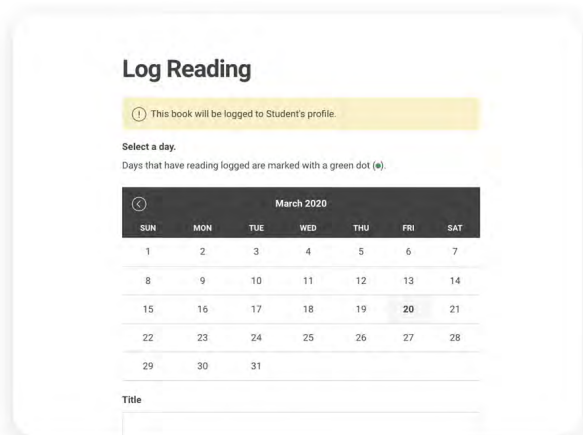 Log Reading
This book will be logged to Student's profile.
Select a day.
Days that have reading logged are marked with a green dot (●).
March 2020
SUN MON TUE WED THU FRI SAT
1 2 3 4 5 6 7
8 9 10 11 12 13 14
15 16 17 18 19 20 21
22 23 24 25 26 27 28
29 30 31
Title